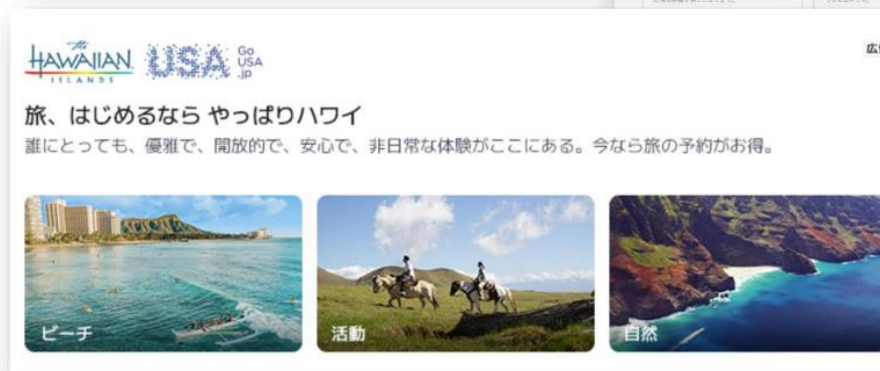 The
HAWAIIAN
ISLANDS
USA
Go
USA
.jp
旅、はじめるなら やっぱりハワイ
誰にとっても、優雅で、開放的で、安心で、非日常な体験がここにある。今なら旅の予約がお得。
ビーチ
活動
自然